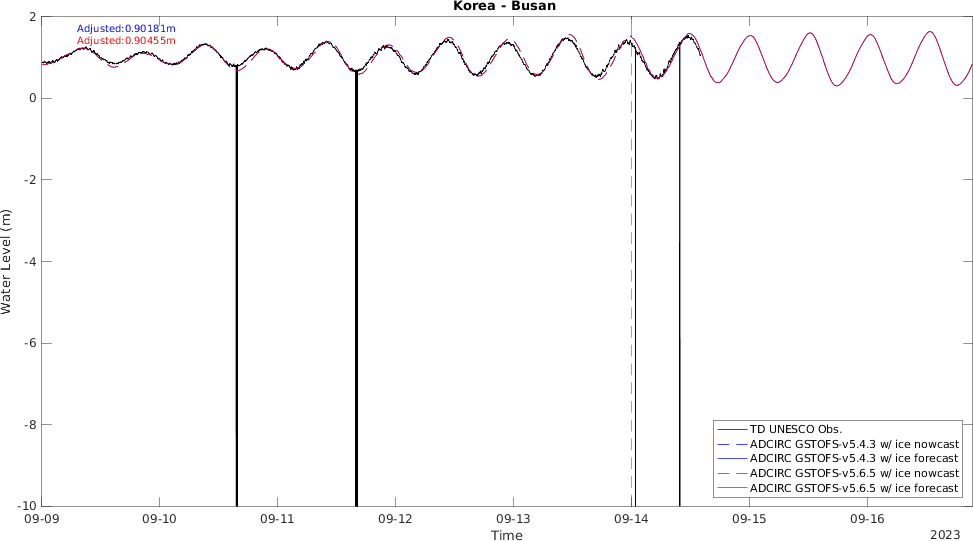 Korea - Busan
Adjusted:0.90181m
Adjusted:0.90455m
Water Level (m)
2
0
-2
-4
-6
-8
-10
TD UNESCO Obs.
ADCIRC GSTOFS-v5.4.3 w/ ice nowcast
ADCIRC GSTOFS-v5.4.3 w/ ice forecast
ADCIRC GSTOFS-v5.6.5 w/ ice nowcast
ADCIRC GSTOFS-v5.6.5 w/ ice forecast
09-09 09-10 09-11 09-12 09-13 09-14 09-15 09-16
Time
2023